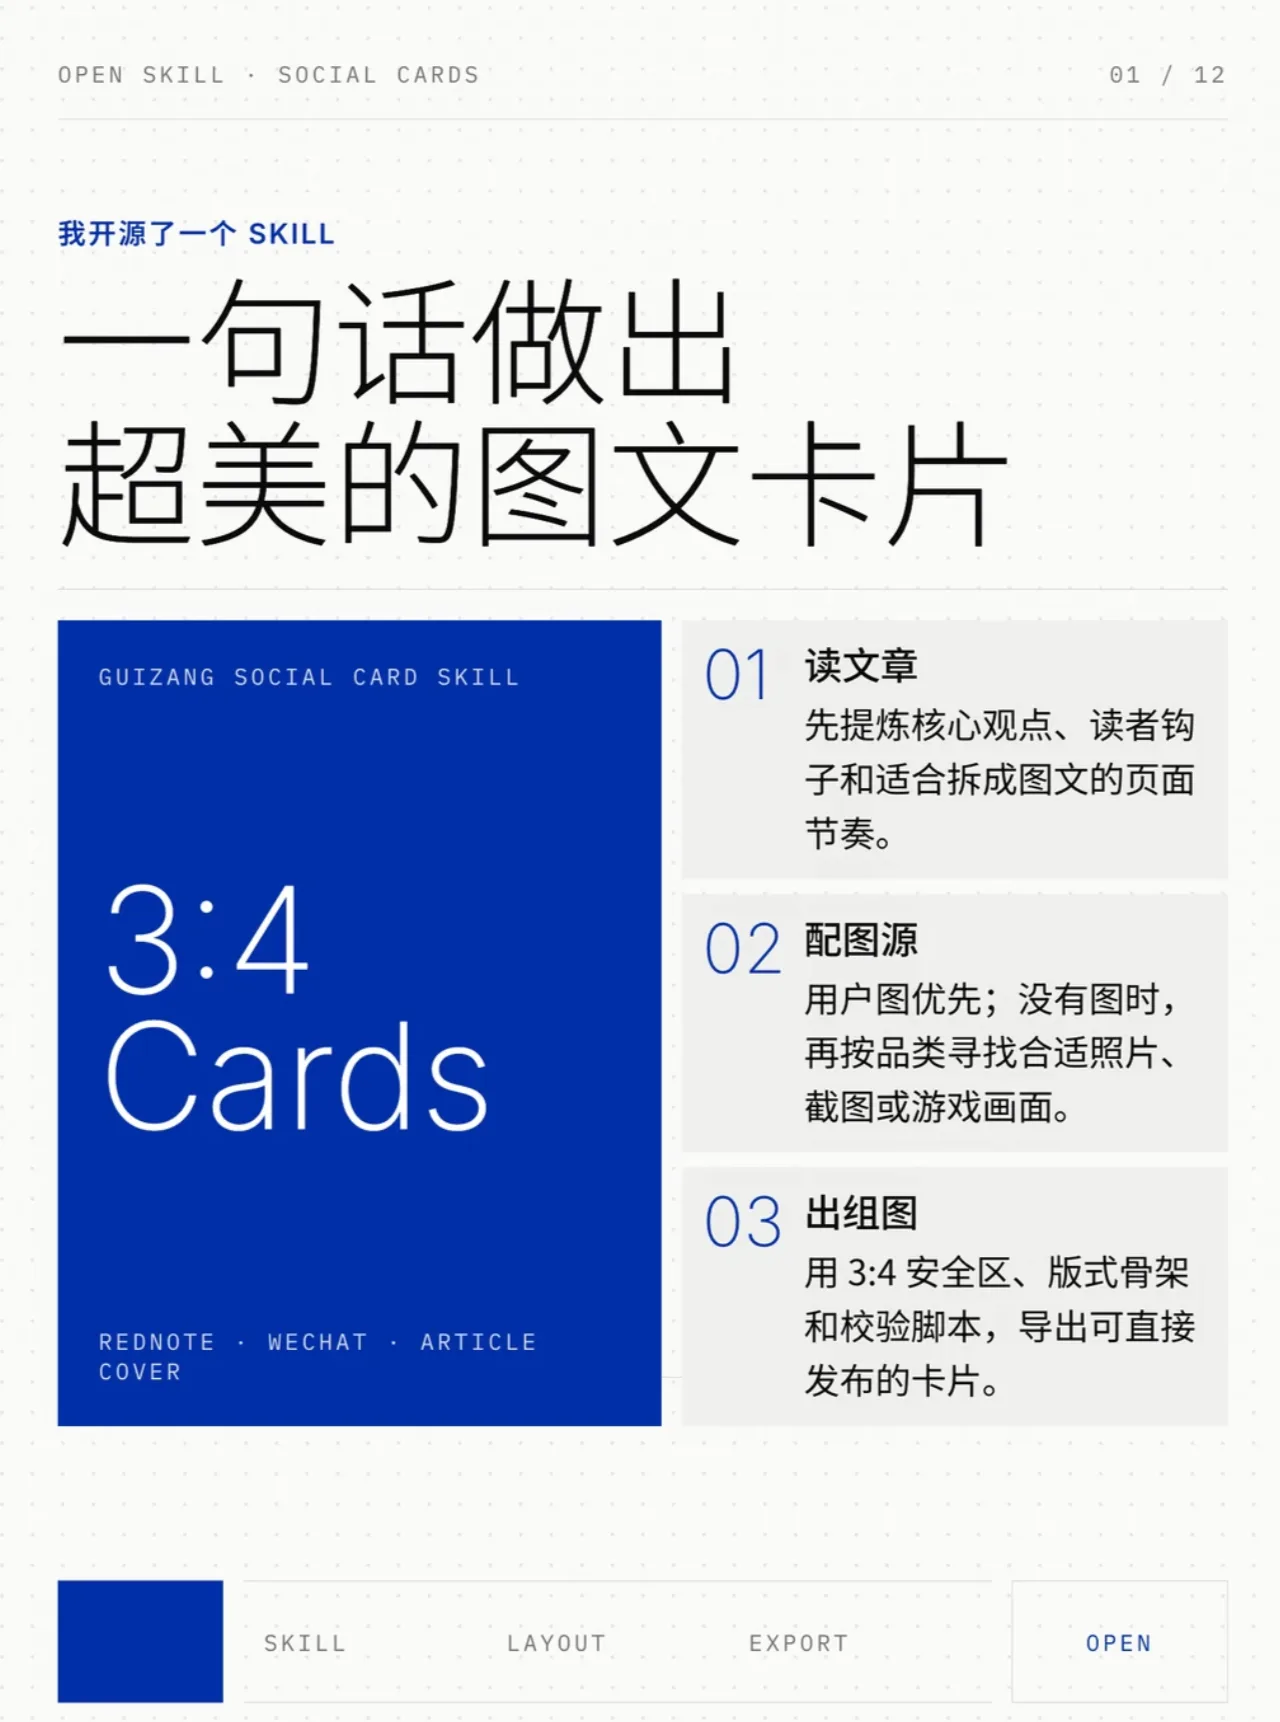 OPEN SKILL · SOCIAL CARDS
01 / 12
我开源了一个 SKILL
一句话做出
超美的图文卡片
GUIZANG SOCIAL CARD SKILL
3:4
Cards
REDNOTE · WECHAT · ARTICLE
COVER
01
读文章
先提炼核心观点、读者钩
子和适合拆成图文的页面
节奏。
02
配图源
用户图优先；没有图时，
再按品类寻找合适照片、
截图或游戏画面。
03
出组图
用 3:4 安全区、版式骨架
和校验脚本，导出可直接
发布的卡片。
SKILL
LAYOUT
EXPORT
OPEN